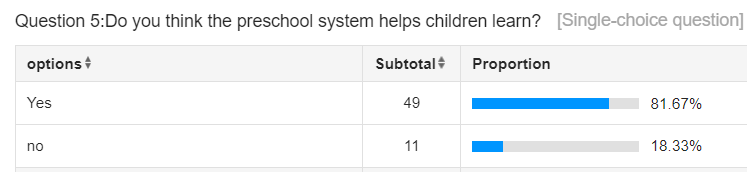 Question 5:Do you think the preschool system helps children learn? [Single-choice question]
options Subtotal Proportion
Yes 49 81.67%
no 11 18.33%